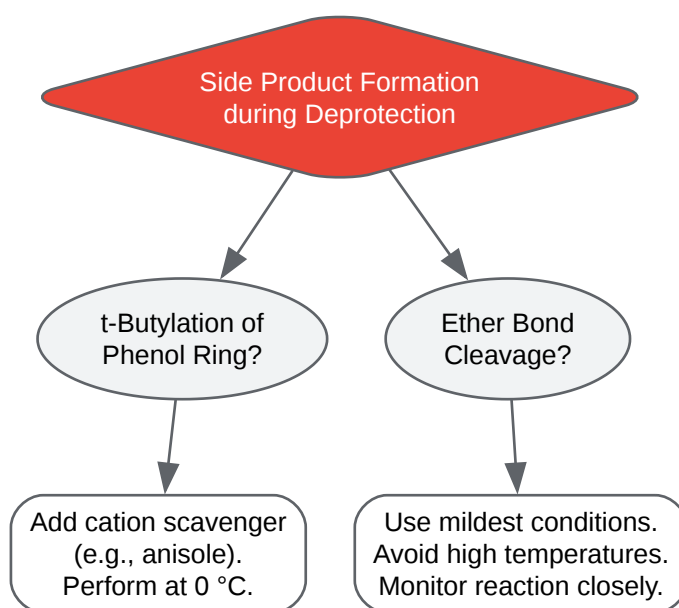 Side Product Formation
during Deprotection
t-Butylation of
Phenol Ring?
Ether Bond
Cleavage?
Add cation scavenger
(e.g., anisole).
Perform at 0 °C.
Use mildest conditions.
Avoid high temperatures.
Monitor reaction closely.